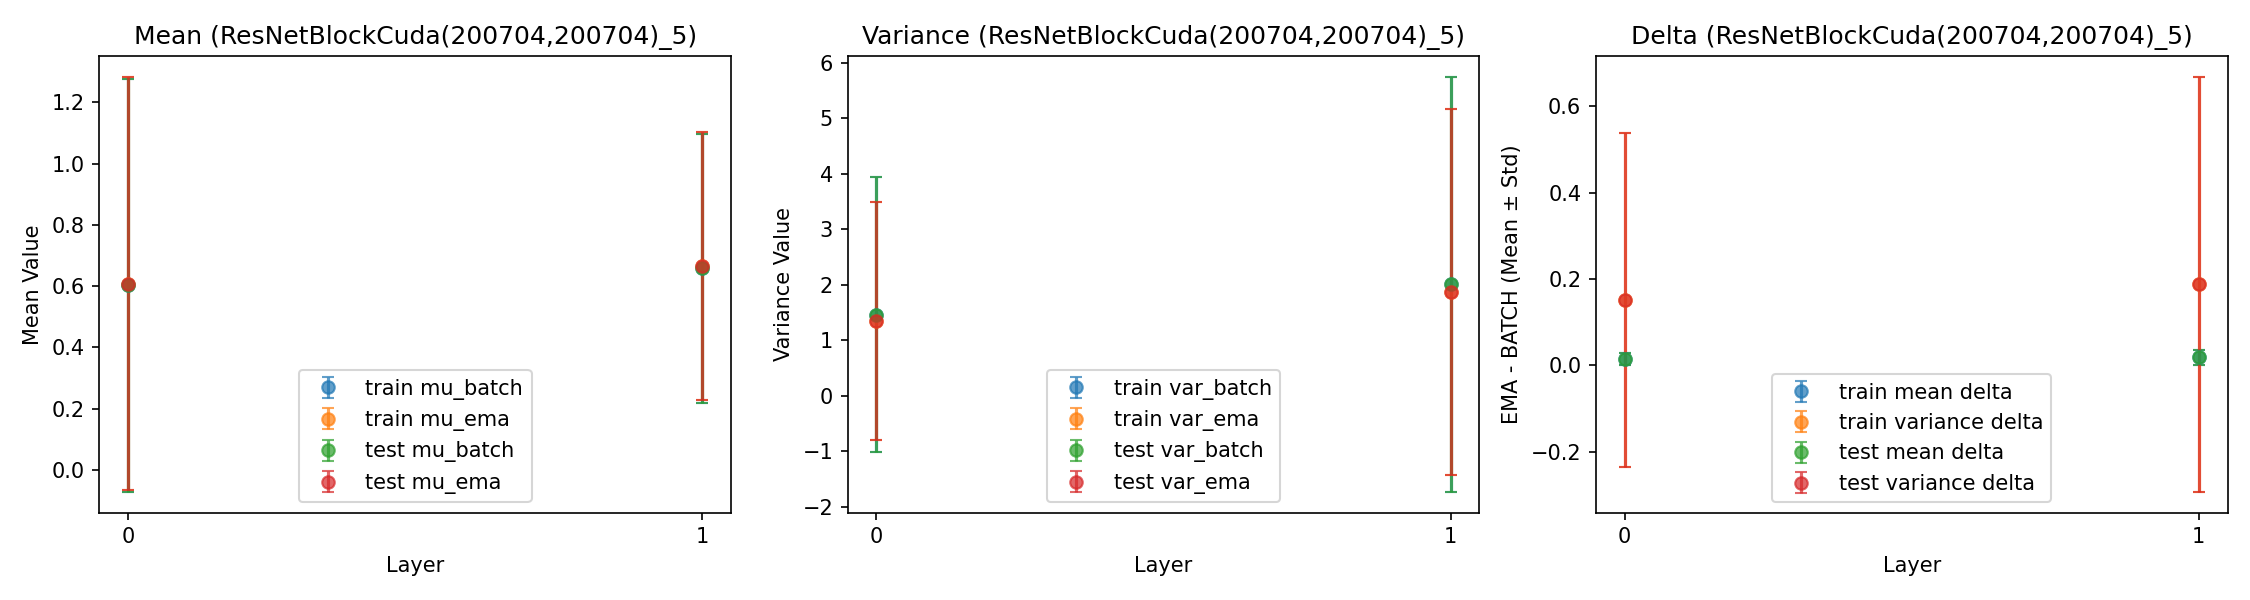 Mean (ResNetBlockCuda(200704,200704)_5)
Mean Value
1.2
1.0
0.8
0.6
0.4
0.2
0.0
train mu_batch
train mu_ema
test mu_batch
test mu_ema
0
1
Layer
Variance (ResNetBlockCuda(200704,200704)_5)
Variance Value
6
5
4
3
2
1
0
−1
−2
train var_batch
train var_ema
test var_batch
test var_ema
0
1
Layer
Delta (ResNetBlockCuda(200704,200704)_5)
EMA - BATCH (Mean ± Std)
0.6
0.4
0.2
0.0
−0.2
train mean delta
train variance delta
test mean delta
test variance delta
0
1
Layer